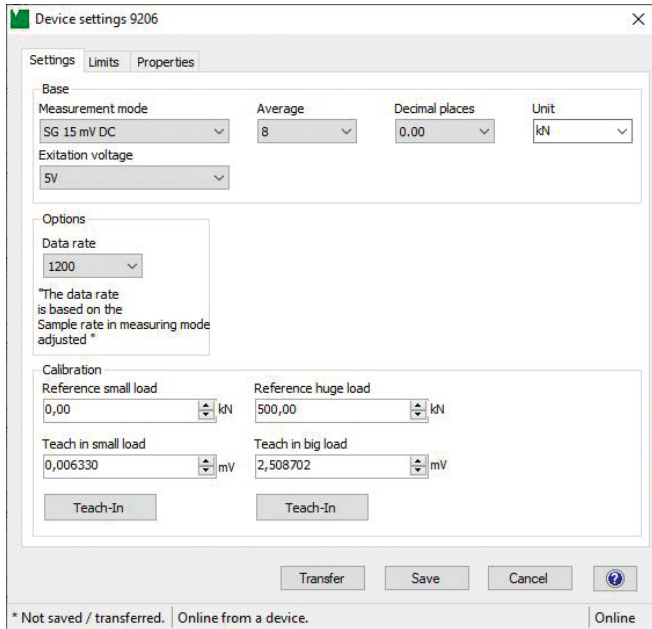 Device settings 9206
Settings Limits Properties
Base
Measurement mode Average Decimal places Unit
SG 15 mV DC 8 0.00 kN
Exitation voltage
5V
Options
Data rate
1200
"The data rate
is based on the
Sample rate in measuring mode
adjusted "
Calibration
Reference small load Reference huge load
0,00 kN 500,00 kN
Teach in small load Teach in big load
0,006330 mV 2,508702 mV
Teach-In Teach-In
Transfer Save Cancel ?
* Not saved / transferred. Online from a device. Online